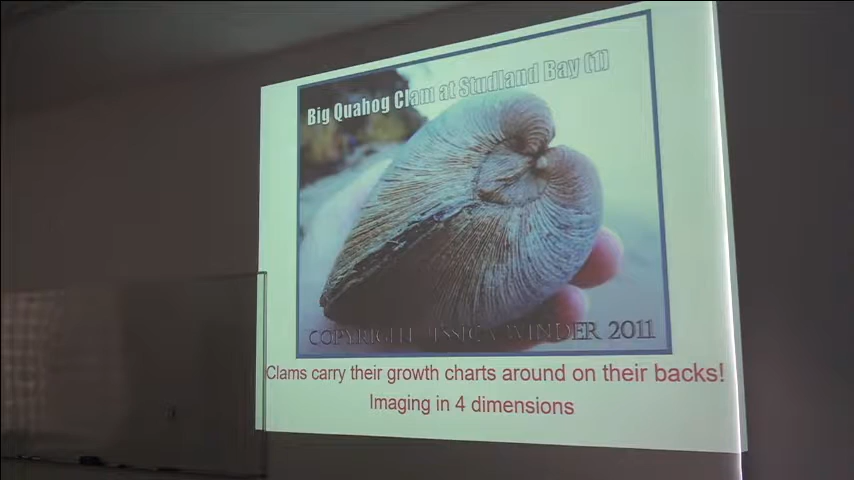 Big Quahog Clam at Studland Bay (1)
COPYRIGHT JESSICA WINDER 2011
Clams carry their growth charts around on their backs!
Imaging in 4 dimensions